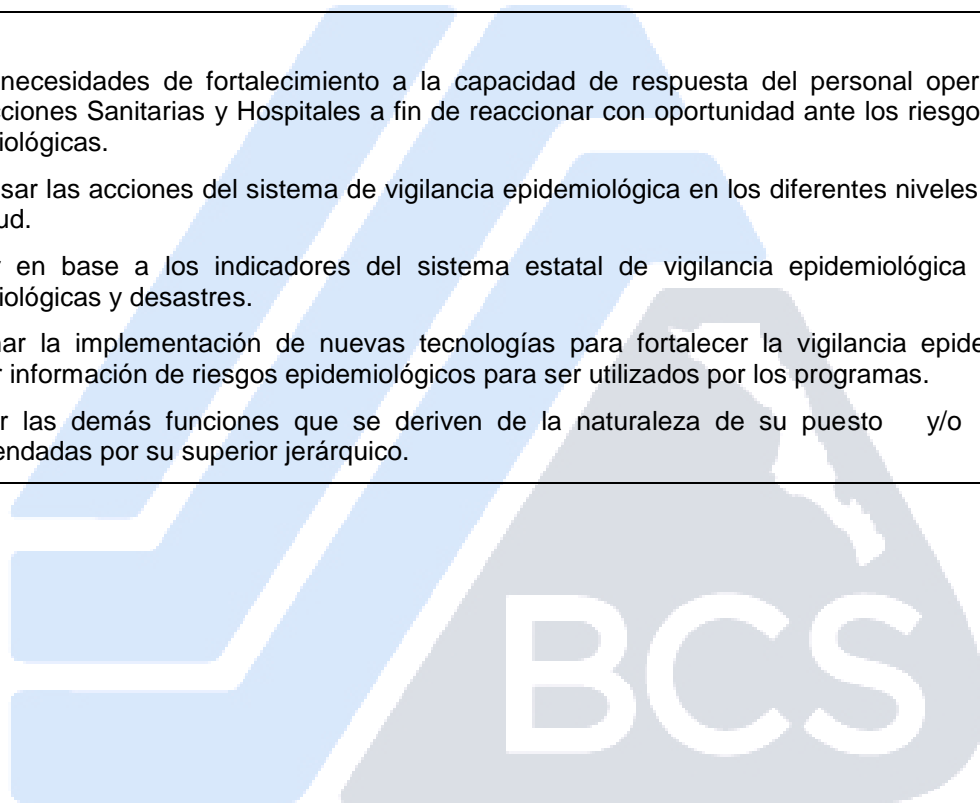 necesidades de fortalecimiento a la capacidad de respuesta del personal oper
cciones Sanitarias y Hospitales a fin de reaccionar con oportunidad ante los riesgo
iológicas.
sar las acciones del sistema de vigilancia epidemiológica en los diferentes niveles
ud.
r en base a los indicadores del sistema estatal de vigilancia epidemiológica
iológicas y desastres.
nar la implementación de nuevas tecnologías para fortalecer la vigilancia epide
r información de riesgos epidemiológicos para ser utilizados por los programas.
r las demás funciones que se deriven de la naturaleza de su puesto y/o
endadas por su superior jerárquico.
BCS